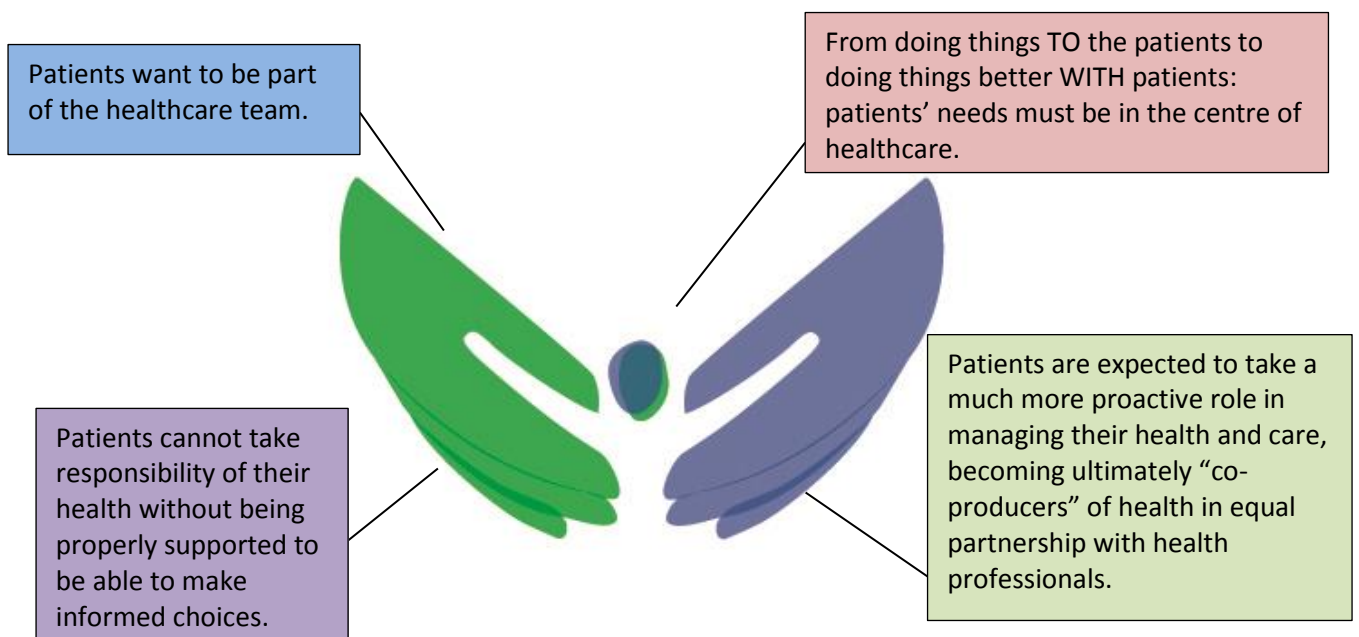 Patients want to be part
of the healthcare team.
From doing things TO the patients to
doing things better WITH patients:
patients’ needs must be in the centre of
healthcare.
Patients cannot take
responsibility of their
health without being
properly supported to
be able to make
informed choices.
Patients are expected to take a
much more proactive role in
managing their health and care,
becoming ultimately “co-
producers” of health in equal
partnership with health
professionals.